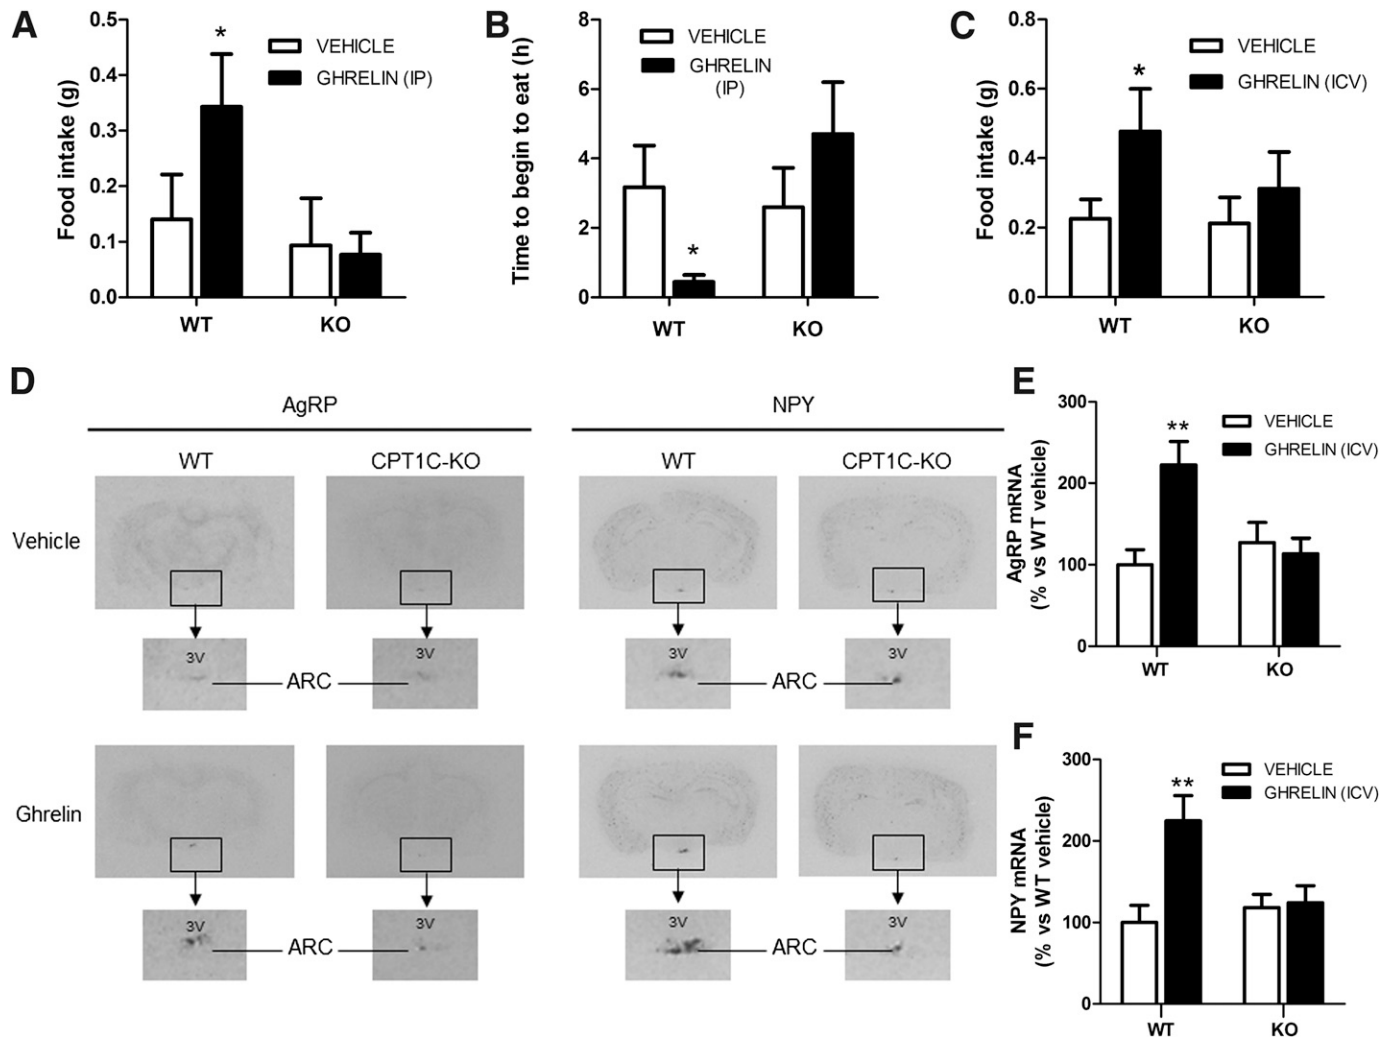 A
Food intake (g)
0.5
0.4
0.3
0.2
0.1
0.0
*
VEHICLE
GHRELIN (IP)
WT
KO
B
Time to begin to eat (h)
8
6
4
2
0
*
VEHICLE
GHRELIN
(IP)
WT
KO
C
Food intake (g)
0.8
0.6
0.4
0.2
0.0
*
VEHICLE
GHRELIN (ICV)
WT
KO
D
AgRP
NPY
WT
CPT1C-KO
WT
CPT1C-KO
Vehicle
3V
3V
3V
3V
ARC
ARC
Ghrelin
3V
3V
3V
3V
ARC
ARC
E
AgRP mRNA
(% vs WT vehicle)
300
200
100
0
**
VEHICLE
GHRELIN (ICV)
WT
KO
F
NPY mRNA
(% vs WT vehicle)
300
200
100
0
**
VEHICLE
GHRELIN (ICV)
WT
KO